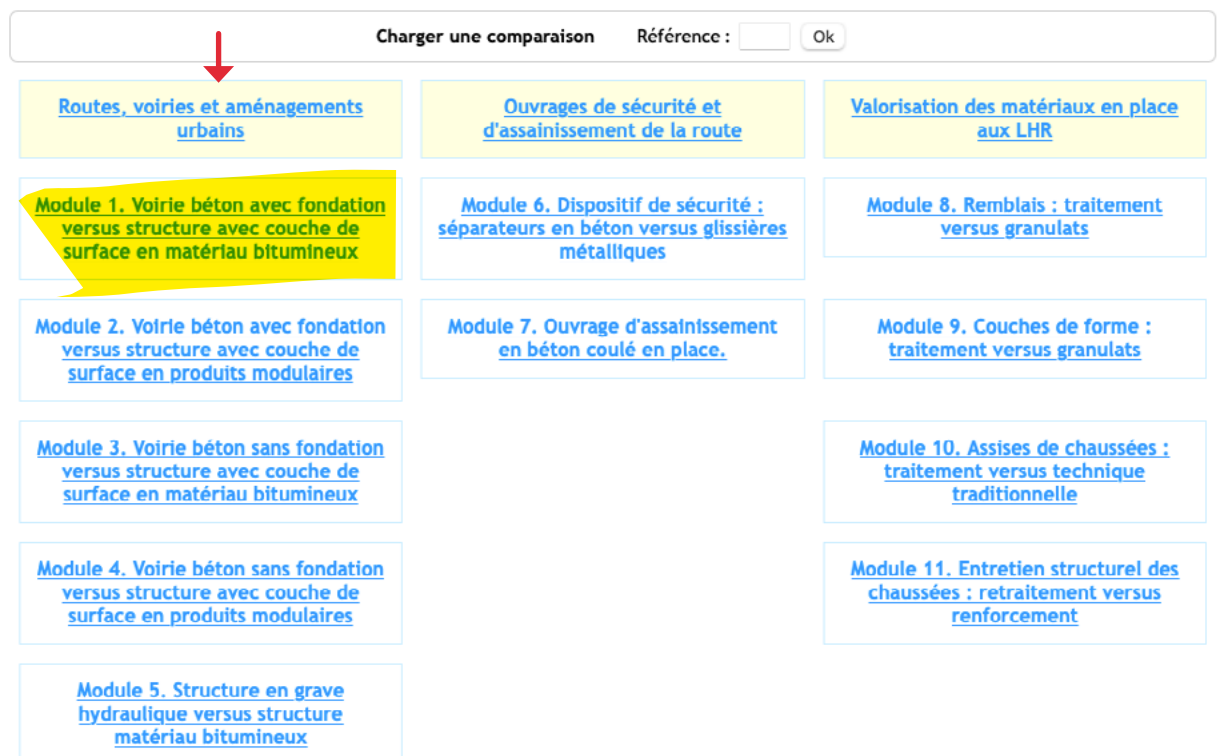 Charger une comparaison Référence : Ok
Routes, voiries et aménagements
urbains
Module 1. Voirie béton avec fondation
versus structure avec couche de
surface en matériau bitumineux
Module 2. Voirie béton avec fondation
versus structure avec couche de
surface en produits modulaires
Module 3. Voirie béton sans fondation
versus structure avec couche de
surface en matériau bitumineux
Module 4. Voirie béton sans fondation
versus structure avec couche de
surface en produits modulaires
Module 5. Structure en grave
hydraulique versus structure
matériau bitumineux
Ouvrages de sécurité et
d'assainissement de la route
Module 6. Dispositif de sécurité :
séparateurs en béton versus glissières
métalliques
Module 7. Ouvrage d'assainissement
en béton coulé en place.
Valorisation des matériaux en place
aux LHR
Module 8. Remblais : traitement
versus granulats
Module 9. Couches de forme :
traitement versus granulats
Module 10. Assises de chaussées :
traitement versus technique
traditionnelle
Module 11. Entretien structurel des
chaussées : retraitement versus
renforcement